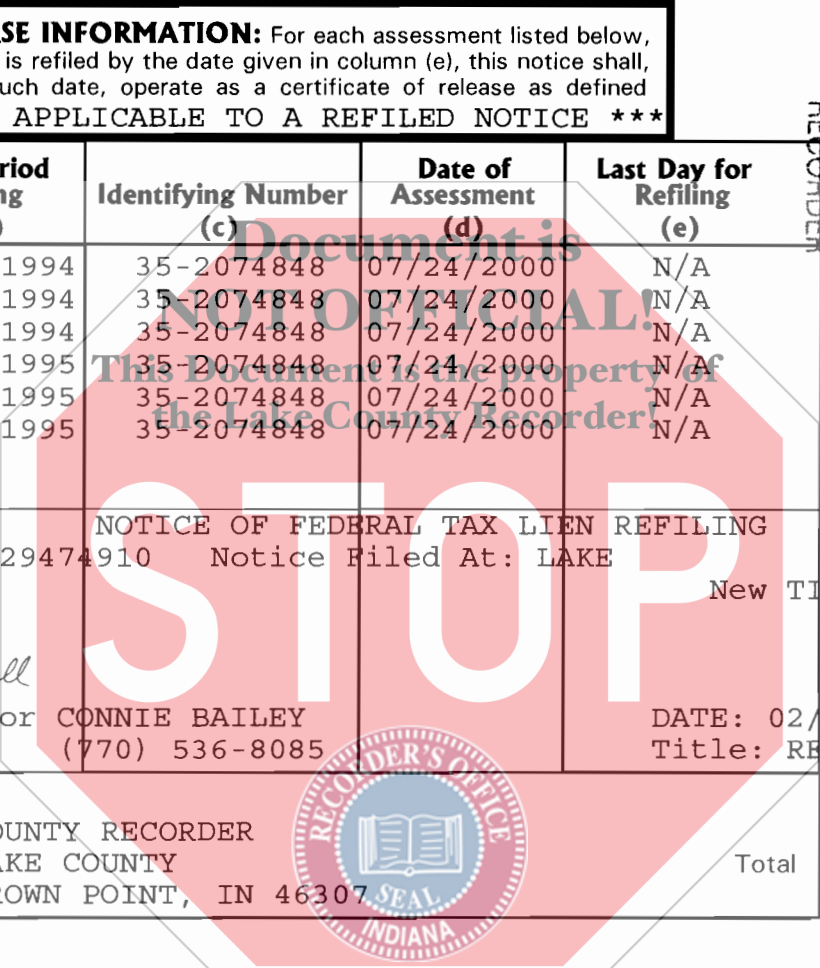 SE INFORMATION: For each assessment listed below,
is refiled by the date given in column (e), this notice shall,
uch date, operate as a certificate of release as defined
APPLICABLE TO A REFILED NOTICE ***
RECORDER
riod
ng
)
Identifying Number
(c)
Date of
Assessment
(d)
Last Day for
Refiling
(e)
1994 35-2074848 07/24/2000 N/A
1994 35-2074848 07/24/2000 N/A
1994 35-2074848 07/24/2000 N/A
1995 35-2074848 07/24/2000 N/A
1995 35-2074848 07/24/2000 N/A
1995 35-2074848 07/24/2000 N/A
Document is
NOT OFFICIAL!
This Document is the property of
the Lake County Recorder!
STOP
NOTICE OF FEDERAL TAX LIEN REFILING
29474910 Notice Filed At: LAKE
New TI
ll
or CONNIE BAILEY DATE: 02/
(770) 536-8085 Title: RE
OUNTY RECORDER
AKE COUNTY Total
ROWN POINT, IN 46307
RECORDER'S OFFICE
SEAL
INDIANA